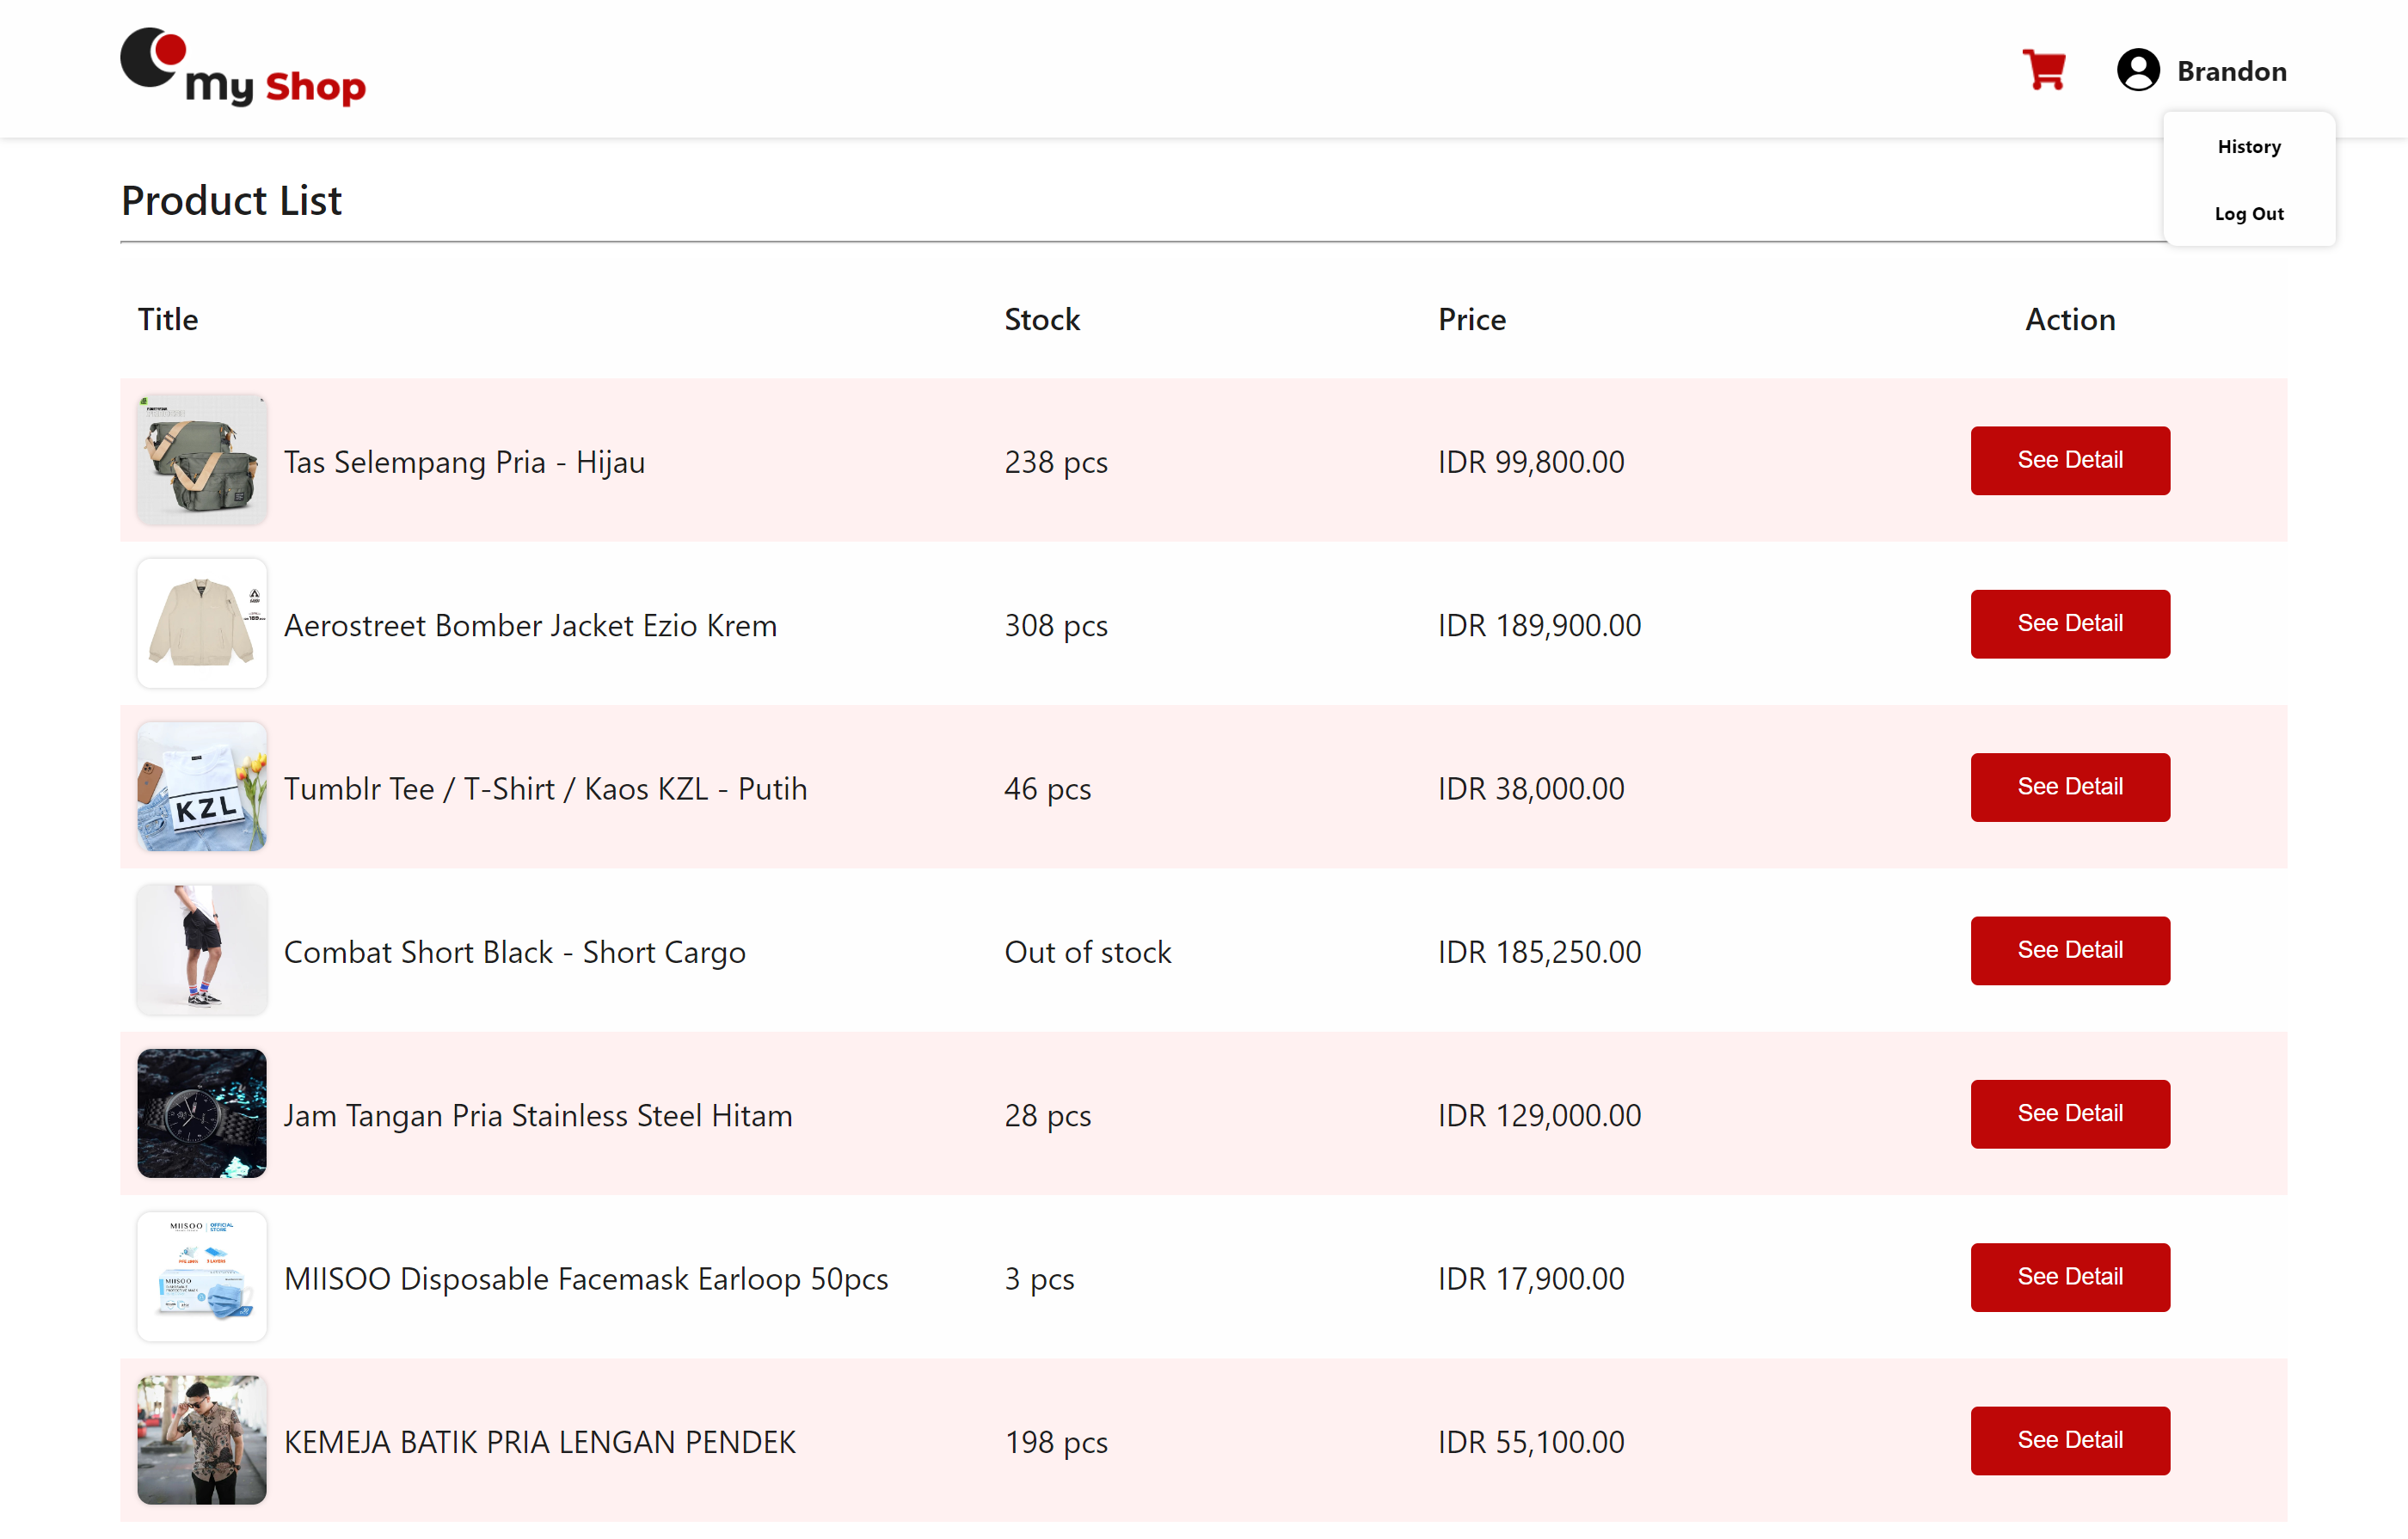 my Shop
Brandon
History
Log Out
Product List
Title Stock Price Action
Tas Selempang Pria - Hijau 238 pcs IDR 99,800.00 See Detail
Aerostreet Bomber Jacket Ezio Krem 308 pcs IDR 189,900.00 See Detail
KZL
Tumblr Tee / T-Shirt / Kaos KZL - Putih 46 pcs IDR 38,000.00 See Detail
Combat Short Black - Short Cargo Out of stock IDR 185,250.00 See Detail
Jam Tangan Pria Stainless Steel Hitam 28 pcs IDR 129,000.00 See Detail
MIISOO OFFICIAL STORE
MIISOO
MIISOO Disposable Facemask Earloop 50pcs 3 pcs IDR 17,900.00 See Detail
KEMEJA BATIK PRIA LENGAN PENDEK 198 pcs IDR 55,100.00 See Detail